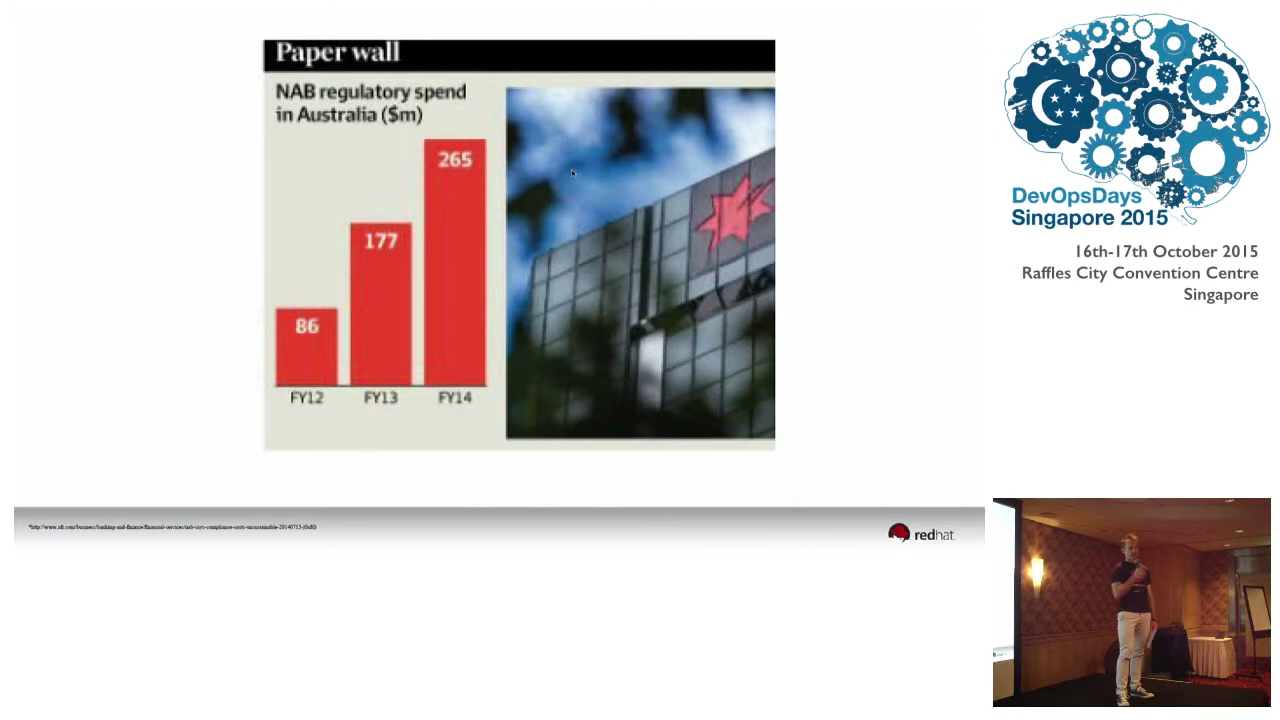 Paper wall
NAB regulatory spend
in Australia ($m)
265
177
86
FY12
FY13
FY14
redhat.
DevOpsDays
Singapore 2015
16th-17th October 2015
Raffles City Convention Centre
Singapore